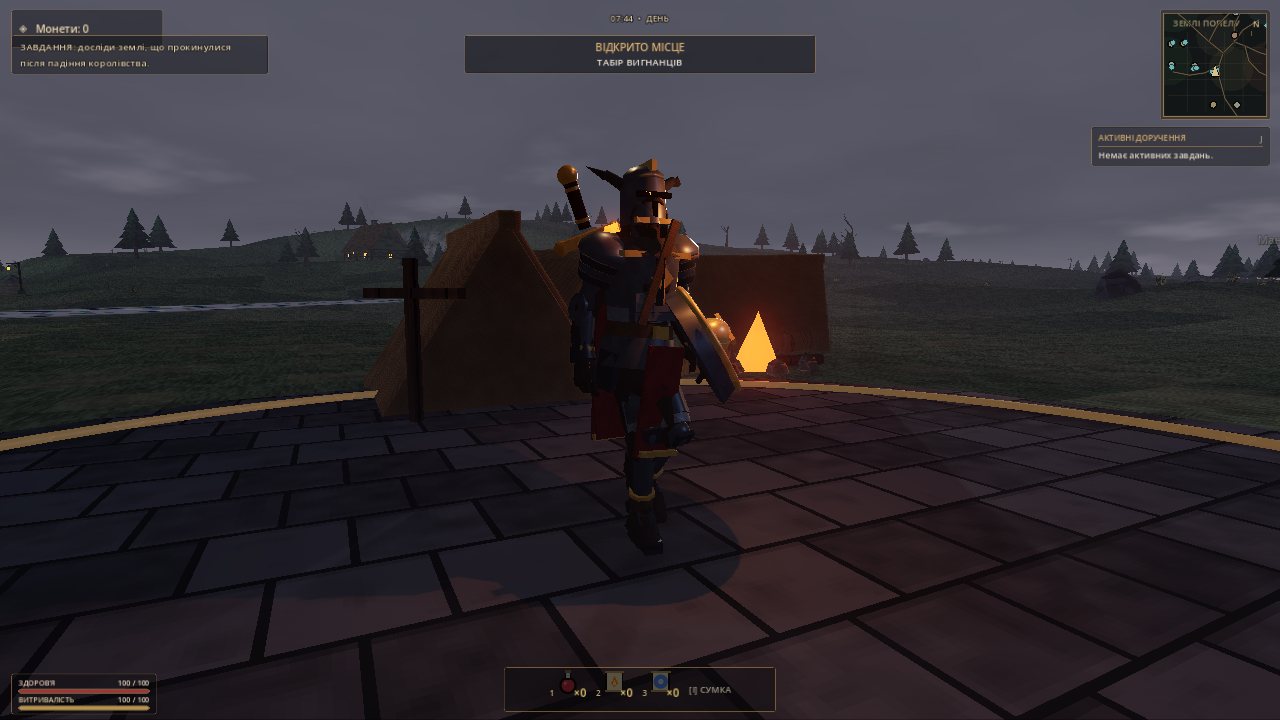 Монети: 0
ЗАВДАННЯ: досліди землі, що прокинулися
після падіння королівства.
07:44 • ДЕНЬ
ВІДКРИТО МІСЦЕ
ТАБІР ВИГНАНЦІВ
ЗЕМЛІ ПОПЕЛУ
N
АКТИВНІ ДОРУЧЕННЯ J
Немає активних завдань.
ЗДОРОВ'Я 100 / 100
ВИТРИВАЛІСТЬ 100 / 100
1 ×0 2 ×0 3 ×0 [I] СУМКА